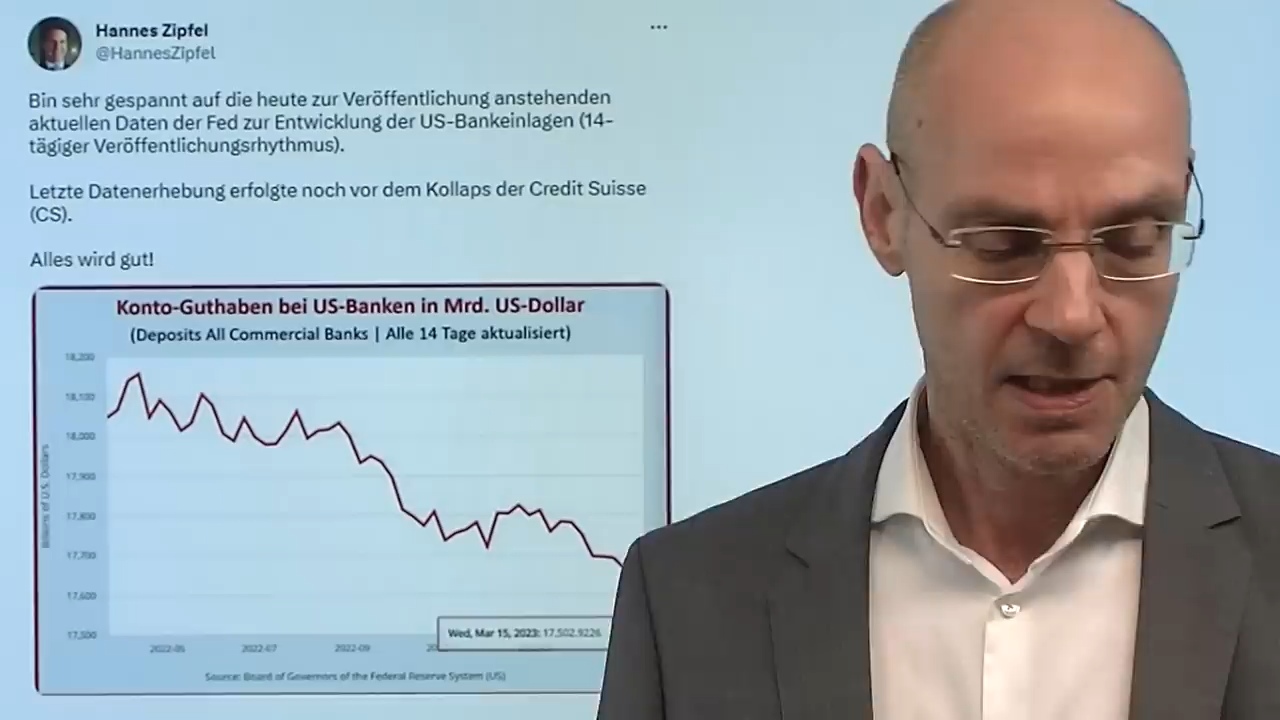 Hannes Zipfel
@HannesZipfel
Bin sehr gespannt auf die heute zur Veröffentlichung anstehenden
aktuellen Daten der Fed zur Entwicklung der US-Bankeinlagen (14-
tägiger Veröffentlichungsrhythmus).
Letzte Datenerhebung erfolgte noch vor dem Kollaps der Credit Suisse
(CS).
Alles wird gut!
Konto-Guthaben bei US-Banken in Mrd. US-Dollar
(Deposits All Commercial Banks | Alle 14 Tage aktualisiert)
18,200
18,100
18,000
17,900
17,800
17,700
17,600
17,500
Billions of U.S. Dollars
Wed, Mar 15, 2023: 17,502.9226
2022-05
2022-07
2022-09
20
Source: Board of Governors of the Federal Reserve System (US)